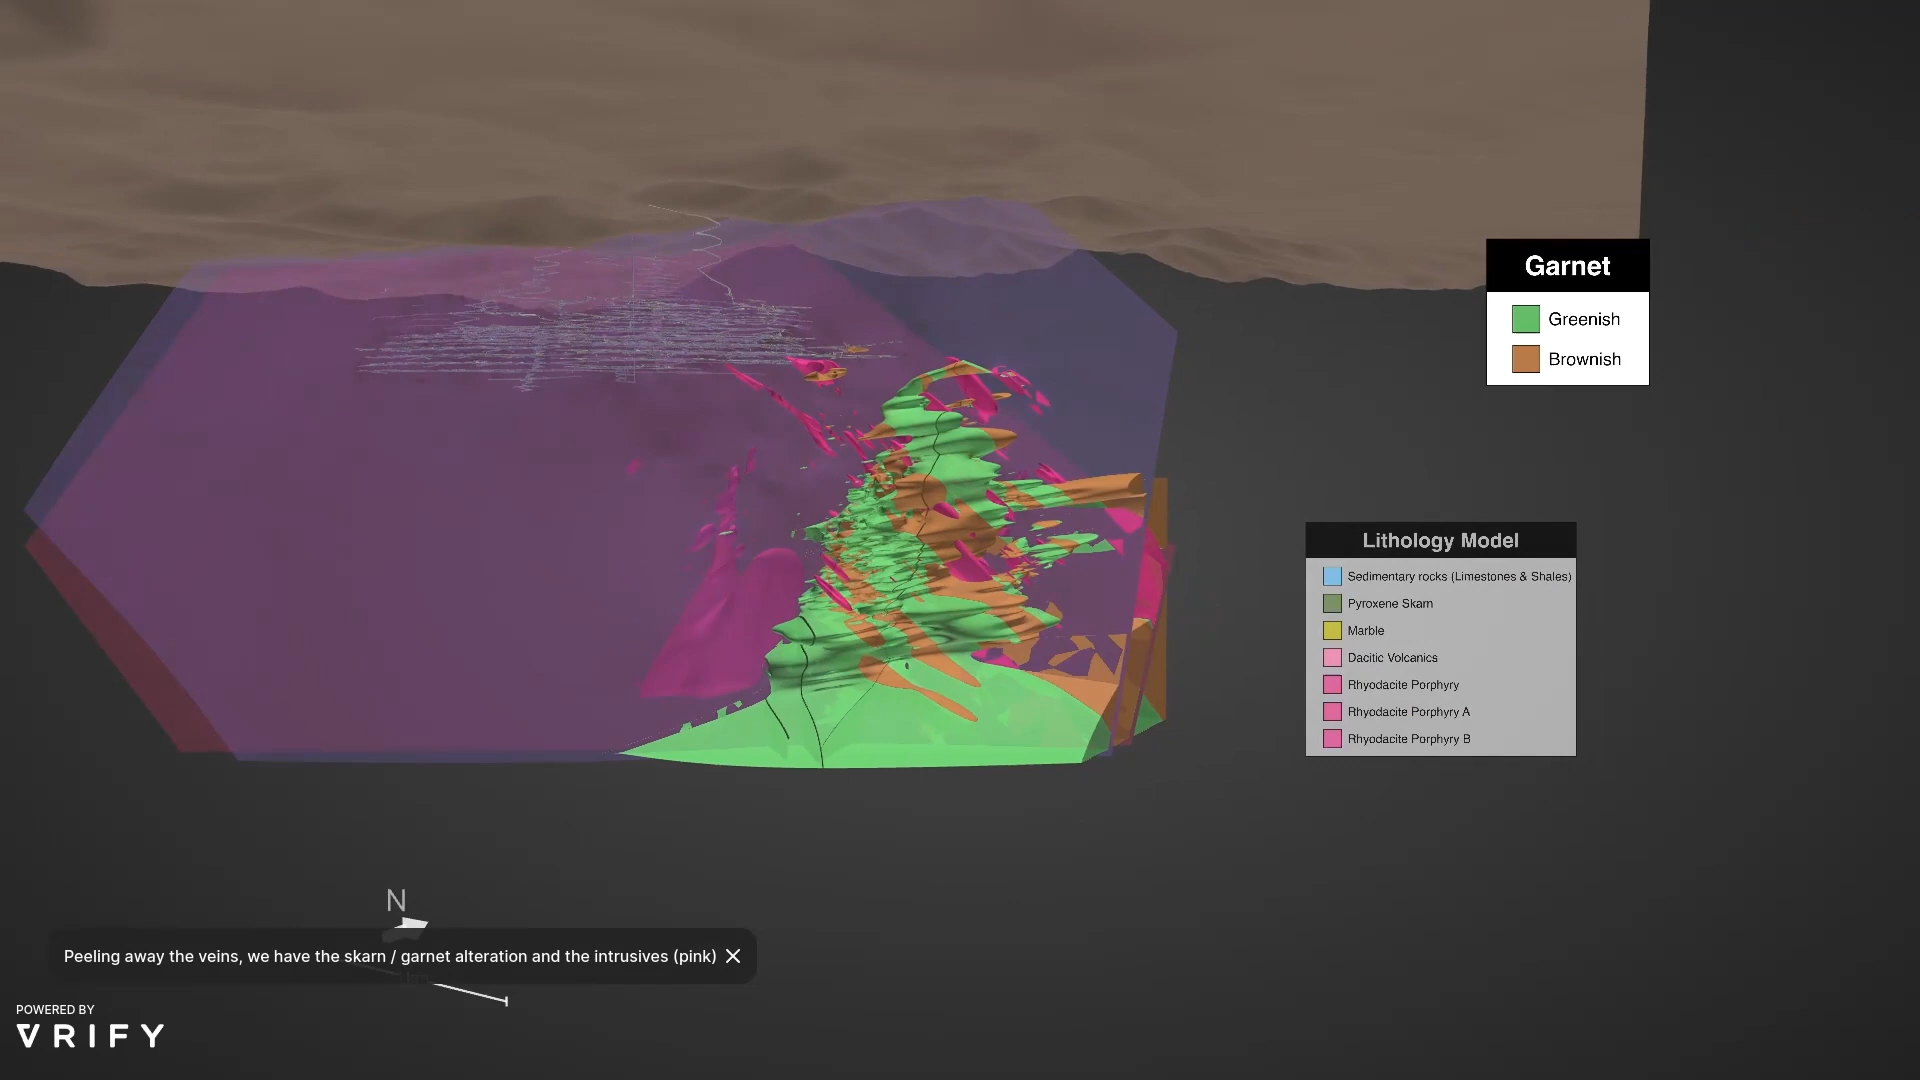 Garnet
Greenish
Brownish
Lithology Model
Sedimentary rocks (Limestones & Shales)
Pyroxene Skarn
Marble
Dacitic Volcanics
Rhyodacite Porphyry
Rhyodacite Porphyry A
Rhyodacite Porphyry B
N
Peeling away the veins, we have the skarn / garnet alteration and the intrusives (pink)
POWERED BY
VRIFY